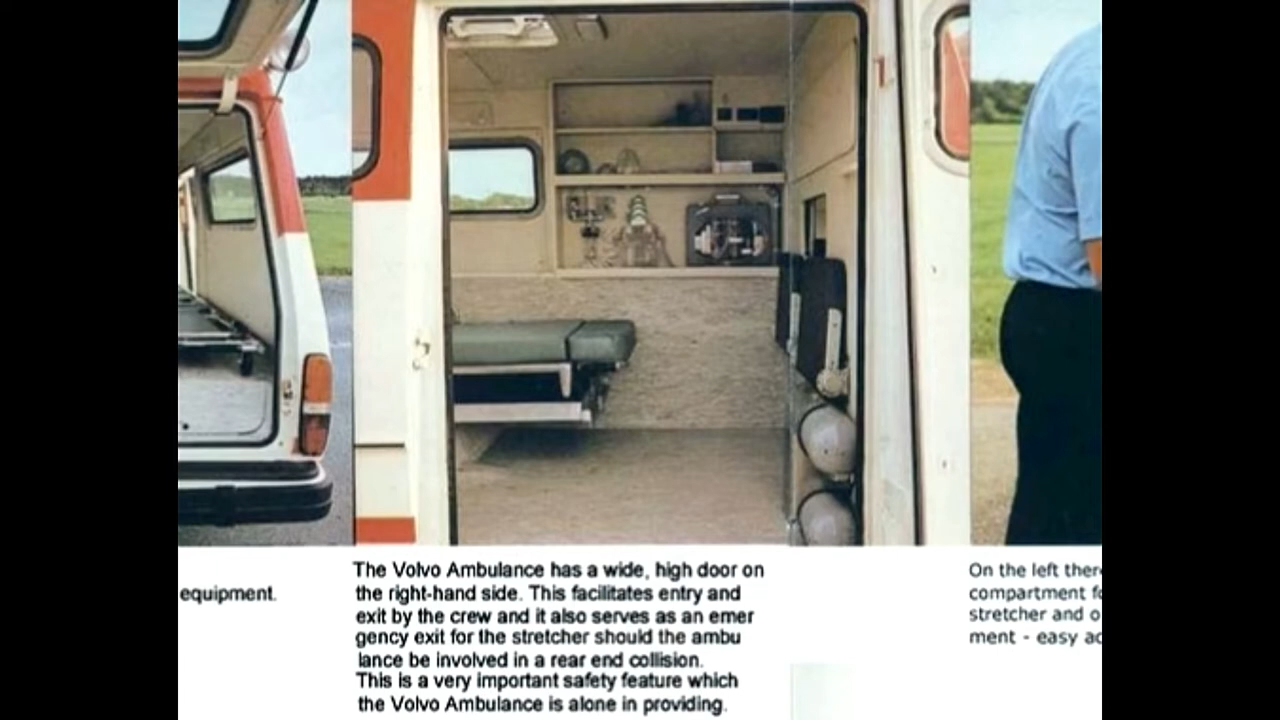 equipment.
The Volvo Ambulance has a wide, high door on
the right-hand side. This facilitates entry and
exit by the crew and it also serves as an emer
gency exit for the stretcher should the ambu
lance be involved in a rear end collision.
This is a very important safety feature which
the Volvo Ambulance is alone in providing.
On the left ther
compartment f
stretcher and o
ment - easy a